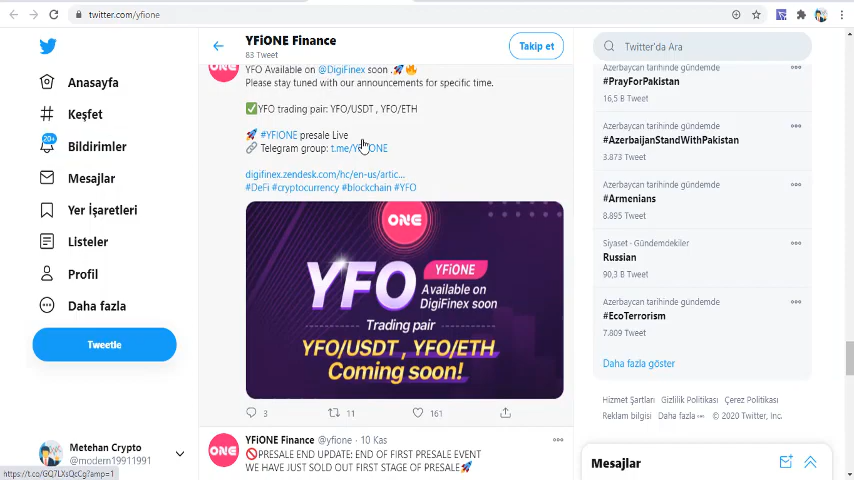 twitter.com/yfione
Anasayfa
Keşfet
20+
Bildirimler
Mesajlar
Yer İşaretleri
Listeler
Profil
Daha fazla
Tweetle
Metehan Crypto
@modern19911991
https://t.co/GQ7LXsQcCg?amp=1
YFiONE Finance
83 Tweet
Takip et
YFO Available on @DigiFinex soon .🚀🔥
Please stay tuned with our announcements for specific time.
✅YFO trading pair: YFO/USDT , YFO/ETH
🚀 #YFIONE presale Live
🔗 Telegram group: t.me/YFIONE
digifinex.zendesk.com/hc/en-us/artic...
#DeFi #cryptocurrency #blockchain #YFO
ONE
YFO
YFiONE
Available on
DigiFinex soon
Trading pair
YFO/USDT , YFO/ETH
Coming soon!
3
11
161
ONE
YFiONE Finance @yfione · 10 Kas
🚫PRESALE END UPDATE: END OF FIRST PRESALE EVENT
WE HAVE JUST SOLD OUT FIRST STAGE OF PRESALE🚀
Twitter'da Ara
Azerbaycan tarihinde gündemde
#PrayForPakistan
16,5 B Tweet
Azerbaycan tarihinde gündemde
#AzerbaijanStandWithPakistan
3.873 Tweet
Azerbaycan tarihinde gündemde
#Armenians
8.895 Tweet
Siyaset · Gündemdekiler
Russian
90,3 B Tweet
Azerbaycan tarihinde gündemde
#EcoTerrorism
7.809 Tweet
Daha fazla göster
Hizmet Şartları Gizlilik Politikası Çerez Politikası
Reklam bilgisi Daha fazla ··· © 2020 Twitter, Inc.
Mesajlar